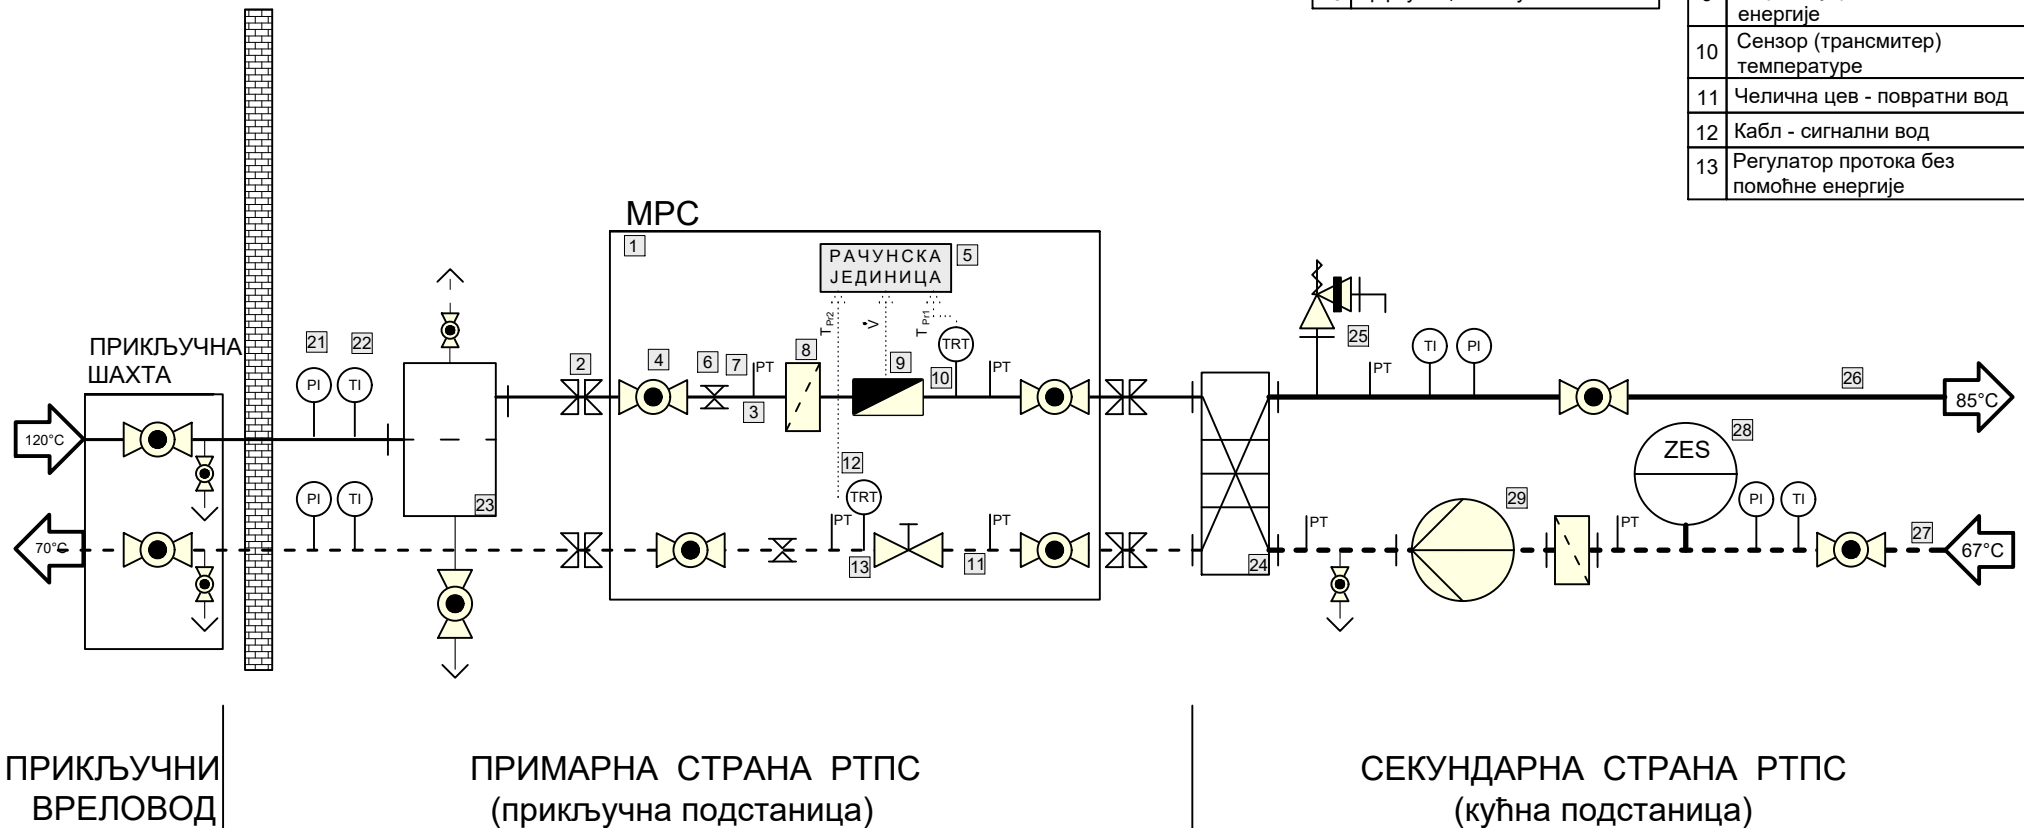 енергије
10 Сензор (трансмитер)
температуре
11 Челична цев - повратни вод
12 Кабл - сигнални вод
13 Регулатор протока без
помоћне енергије
МРС
1
РАЧУНСКА
ЈЕДИНИЦА
5
T Pr2
V̇
T Pr1
TRT
ПРИКЉУЧНА
ШАХТА
21
22
PI
TI
2
4
6
7
PT
8
9
10
PT
3
25
PT
TI
PI
26
85°C
120°C
28
ZES
23
12
TRT
29
PI
TI
PI
TI
70°C
PT
13
11
PT
24
PT
PT
27
67°C
ПРИКЉУЧНИ
ВРЕЛОВОД
ПРИМАРНА СТРАНА РТПС
(прикључна подстаница)
СЕКУНДАРНА СТРАНА РТПС
(кућна подстаница)